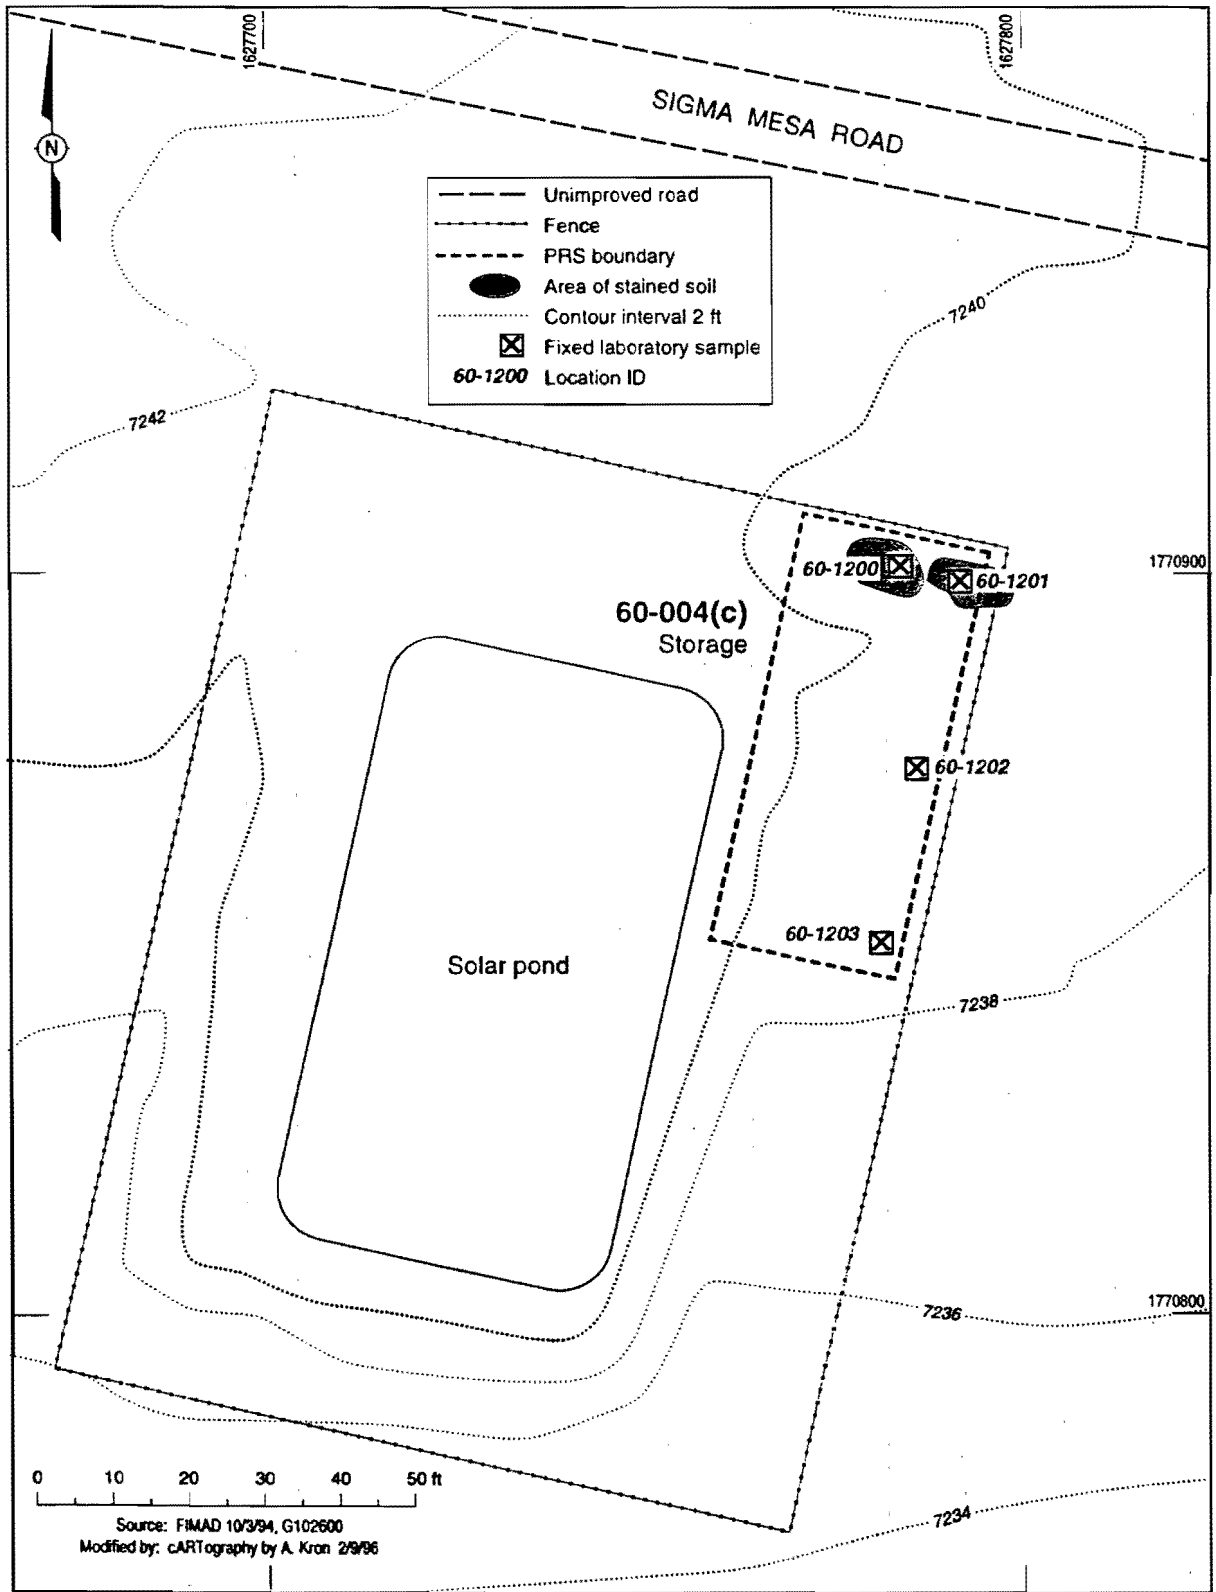 1627700
1627800
SIGMA MESA ROAD
N
Unimproved road
Fence
PRS boundary
Area of stained soil
Contour interval 2 ft
Fixed laboratory sample
60-1200 Location ID
7240
7242
1770900
60-1200
60-1201
60-004(c)
Storage
60-1202
60-1203
Solar pond
7238
1770800
7236
0 10 20 30 40 50 ft
7234
Source: FIMAD 10/3/94, G102600
Modified by: cARTography by A. Kron 2/9/96